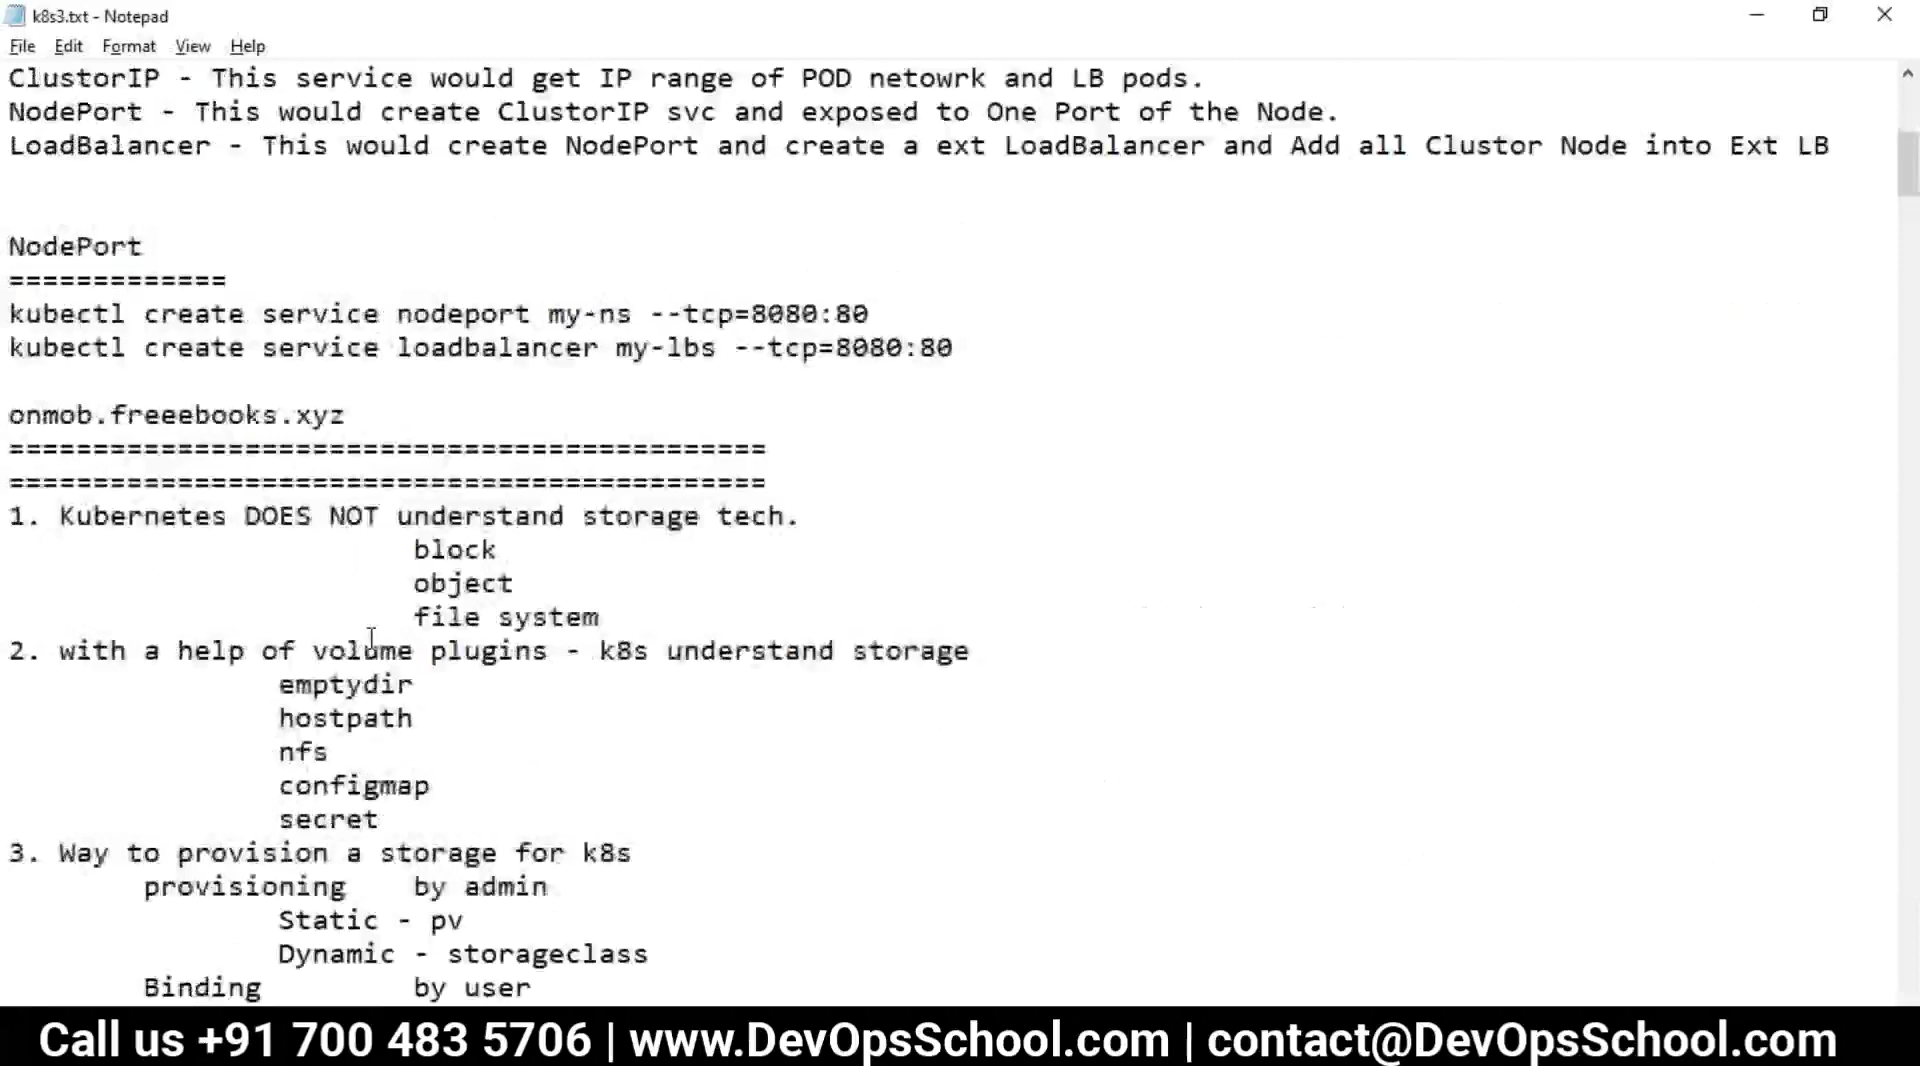 k8s3.txt - Notepad
File Edit Format View Help
ClustorIP - This service would get IP range of POD netowrk and LB pods.
NodePort - This would create ClustorIP svc and exposed to One Port of the Node.
LoadBalancer - This would create NodePort and create a ext LoadBalancer and Add all Clustor Node into Ext LB
NodePort
=============
kubectl create service nodeport my-ns --tcp=8080:80
kubectl create service loadbalancer my-lbs --tcp=8080:80
onmob.freeebooks.xyz
=============================================
=============================================
1. Kubernetes DOES NOT understand storage tech.
block
object
file system
2. with a help of volume plugins - k8s understand storage
emptydir
hostpath
nfs
configmap
secret
3. Way to provision a storage for k8s
provisioning by admin
Static - pv
Dynamic - storageclass
Binding by user
Call us +91 700 483 5706 | www.DevOpsSchool.com | contact@DevOpsSchool.com